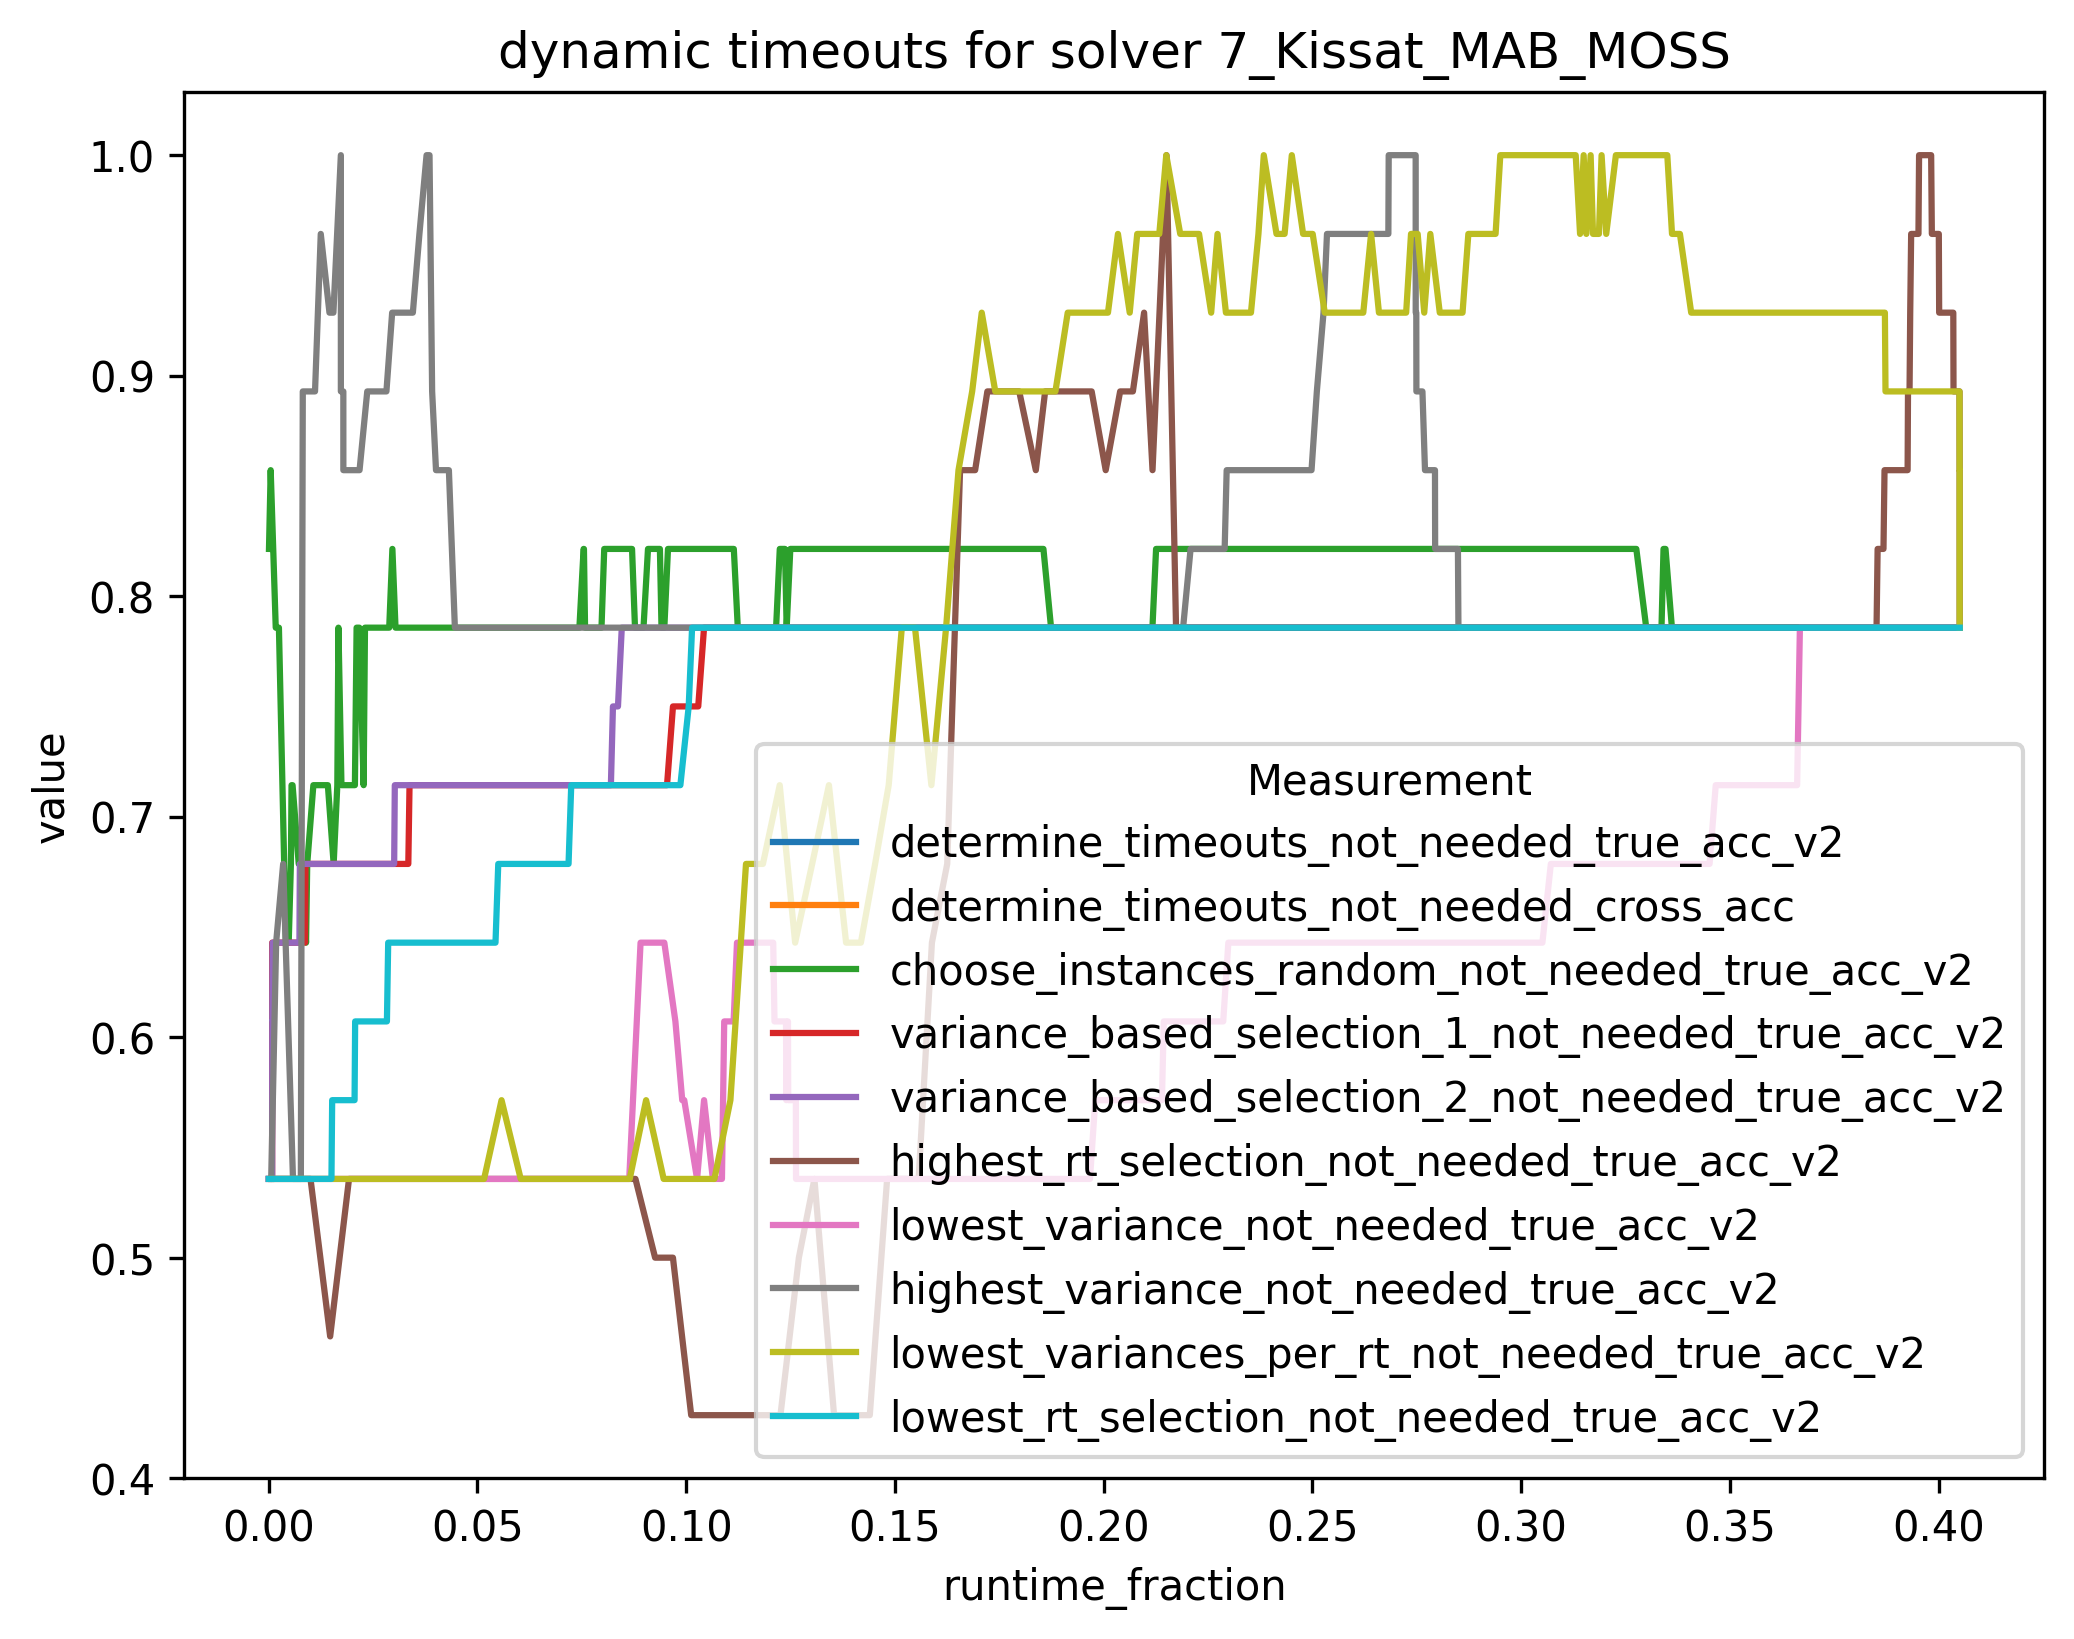 dynamic timeouts for solver 7_Kissat_MAB_MOSS
1.0
0.9
0.8
0.7
0.6
0.5
0.4
value
Measurement
determine_timeouts_not_needed_true_acc_v2
determine_timeouts_not_needed_cross_acc
choose_instances_random_not_needed_true_acc_v2
variance_based_selection_1_not_needed_true_acc_v2
variance_based_selection_2_not_needed_true_acc_v2
highest_rt_selection_not_needed_true_acc_v2
lowest_variance_not_needed_true_acc_v2
highest_variance_not_needed_true_acc_v2
lowest_variances_per_rt_not_needed_true_acc_v2
lowest_rt_selection_not_needed_true_acc_v2
0.00 0.05 0.10 0.15 0.20 0.25 0.30 0.35 0.40
runtime_fraction